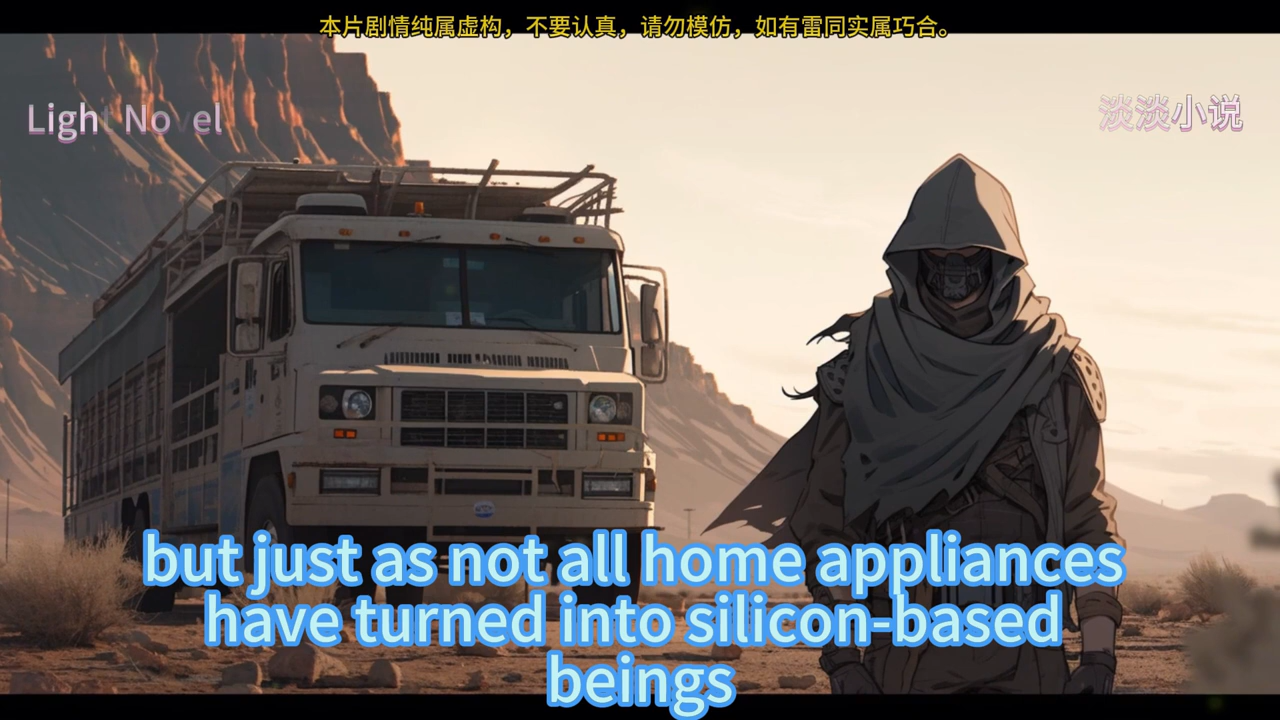 本片剧情纯属虚构，不要认真，请勿模仿，如有雷同实属巧合。
Light Novel
淡淡小说
but just as not all home appliances
have turned into silicon-based
beings